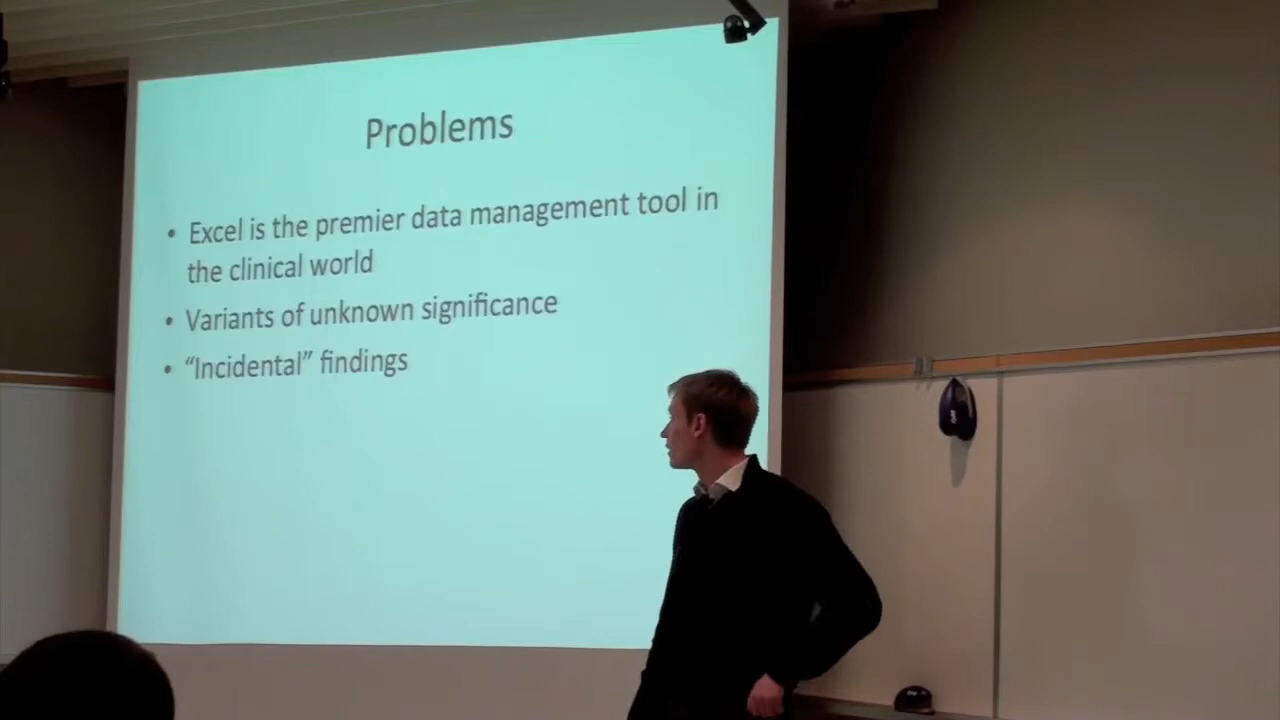 Problems
• Excel is the premier data management tool in
the clinical world
• Variants of unknown significance
• “Incidental” findings